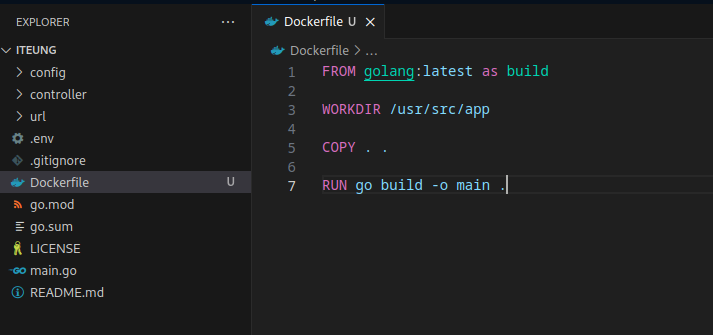 EXPLORER
ITEUNG
config
controller
url
.env
.gitignore
Dockerfile U
go.mod
go.sum
LICENSE
main.go
README.md
Dockerfile U
Dockerfile > ...
1 FROM golang:latest as build
2
3 WORKDIR /usr/src/app
4
5 COPY . .
6
7 RUN go build -o main .